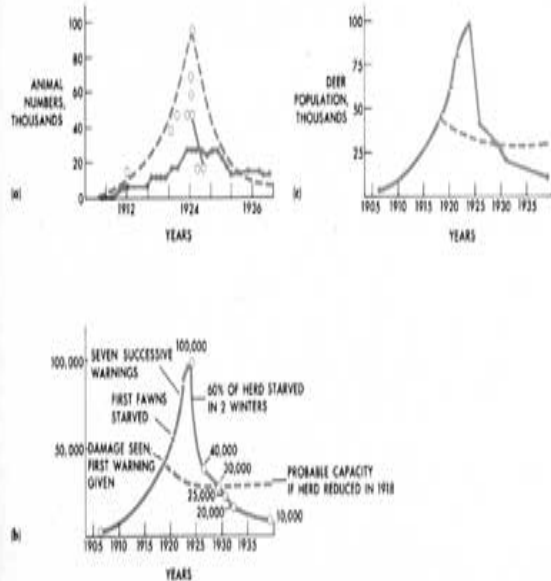 100
80
60
40
20
0
ANIMAL
NUMBERS,
THOUSANDS
(a)
1912
1924
1936
YEARS
100
75
50
25
DEER
POPULATION,
THOUSANDS
(c)
1905
1910
1915
1920
1925
1930
1935
YEARS
100,000
100,000
SEVEN SUCCESSIVE
WARNINGS
60% OF HERD STARVED
IN 2 WINTERS
FIRST FAWNS
STARVED
50,000
DAMAGE SEEN,
FIRST WARNING
GIVEN
40,000
30,000
25,000
20,000
10,000
PROBABLE CAPACITY
IF HERD REDUCED IN 1918
(b)
1905
1910
1915
1920
1925
1930
1935
YEARS